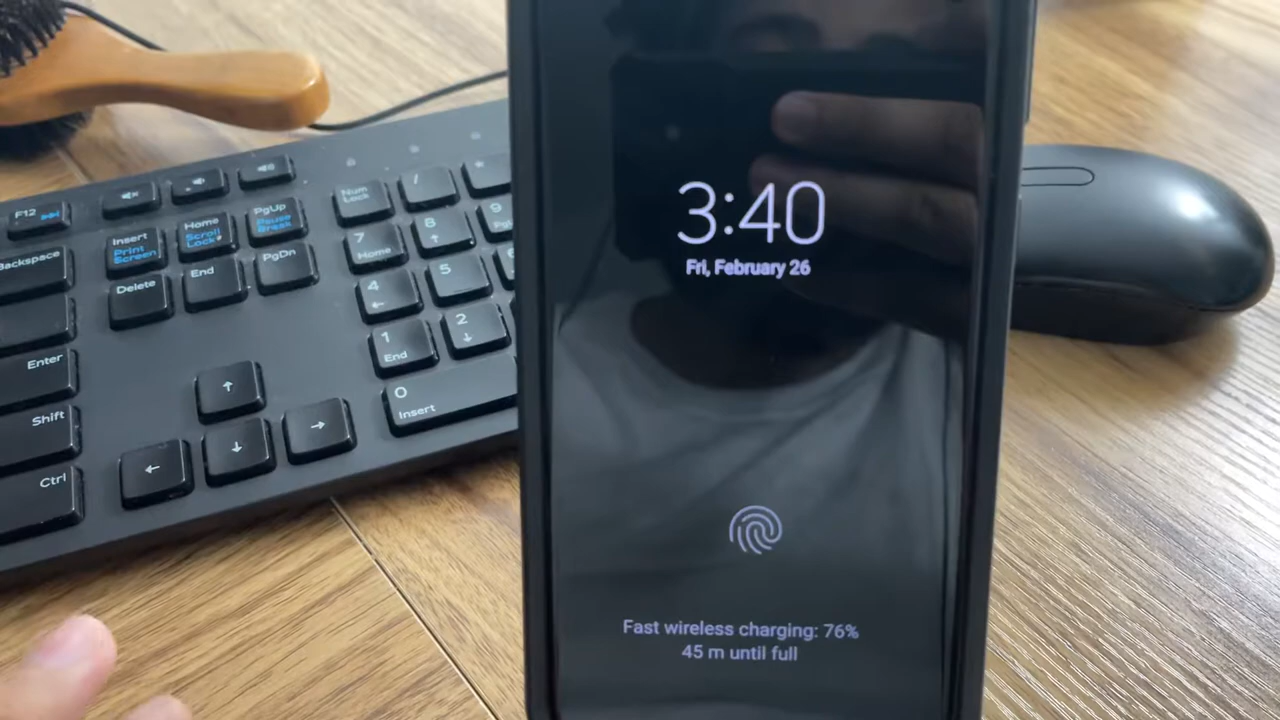 3:40
Fri, February 26
Fast wireless charging: 76%
45 m until full
F12
Backspace
Insert
Print
Screen
Home
Scroll
Lock
PgUp
Pause
Break
Delete
End
PgDn
Enter
Shift
Ctrl
↑
← ↓ →
Num
Lock
/
*
7
Home
8
↑
9
4
←
5
1
End
2
↓
0
Insert